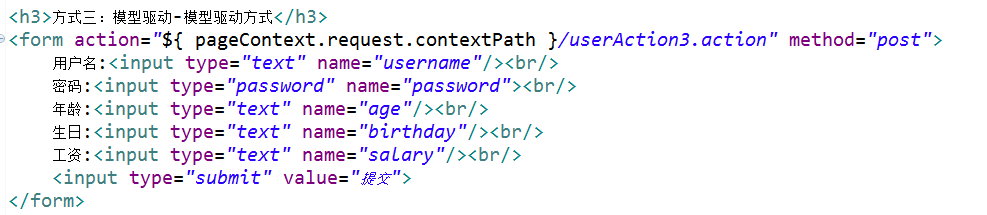 <h3>方式三：模型驱动-模型驱动方式</h3>
<form action="${ pageContext.request.contextPath }/userAction3.action" method="post">
用户名:<input type="text" name="username"/><br/>
密码:<input type="password" name="password"><br/>
年龄:<input type="text" name="age"/><br/>
生日:<input type="text" name="birthday"/><br/>
工资:<input type="text" name="salary"/><br/>
<input type="submit" value="提交">
</form>